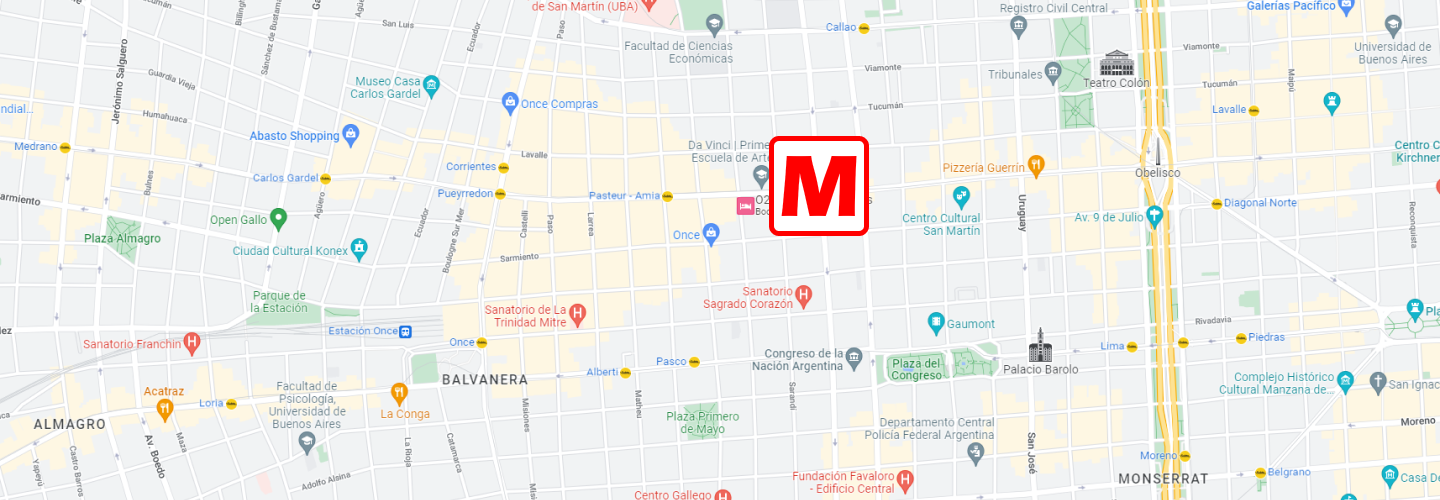 de San Martín (UBA)
San Luis
Billing
Sánchez de Bustamante
Ecuador
Paso
Facultad de Ciencias
Económicas
Callao
Registro Civil Central
Galerías Pacífico
Viamonte
Universidad de
Buenos Aires
Jerónimo Salguero
Guardia Vieja
Museo Casa
Carlos Gardel
Viamonte
Tribunales
Teatro Colón
Tucumán
Maipú
Humahuaca
Once Compras
Tucumán
Lavalle
Abasto Shopping
Medrano
Lavalle
Da Vinci | Prime
Escuela de Arte
Centro C
Kirchner
Corrientes
Pizzería Guerrín
Obelisco
Carlos Gardel
Bulnes
Pueyrredon
Pasteur - Amia
M
Sarmiento
Agüero
Ecuador
Boulogne Sur Mer
Castelli
Paso
Larrea
Uruguay
Diagonal Norte
Reconquista
Open Gallo
Plaza Almagro
Ciudad Cultural Konex
Once
Centro Cultural
San Martín
Av. 9 de Julio
Sarmiento
Parque de
la Estación
Sanatorio
Sagrado Corazón
Sanatorio de La
Trinidad Mitre
Gaumont
Rivadavia
Estación Once
Sanatorio Franchin
Once
Piedras
Lima
Pasco
Congreso de la
Nación Argentina
Plaza del
Congreso
Palacio Barolo
Alberti
BALVANERA
Complejo Histórico
Cultural Manzana de...
San Ignac
Acatraz
Loria
Facultad de
Psicología,
Universidad de
Buenos Aires
La Conga
Misiones
Matheu
Sarandí
Plaza Primero
de Mayo
Departamento Central
Policía Federal Argentina
Moreno
ALMAGRO
Av. Boedo
Maza
La Rioja
Catamarca
San José
Moreno
Yapeyú
Castro Barros
Adolfo Alsina
Fundación Favaloro
- Edificio Central
MONSERRAT
Belgrano
Casa De
Centro Gallego